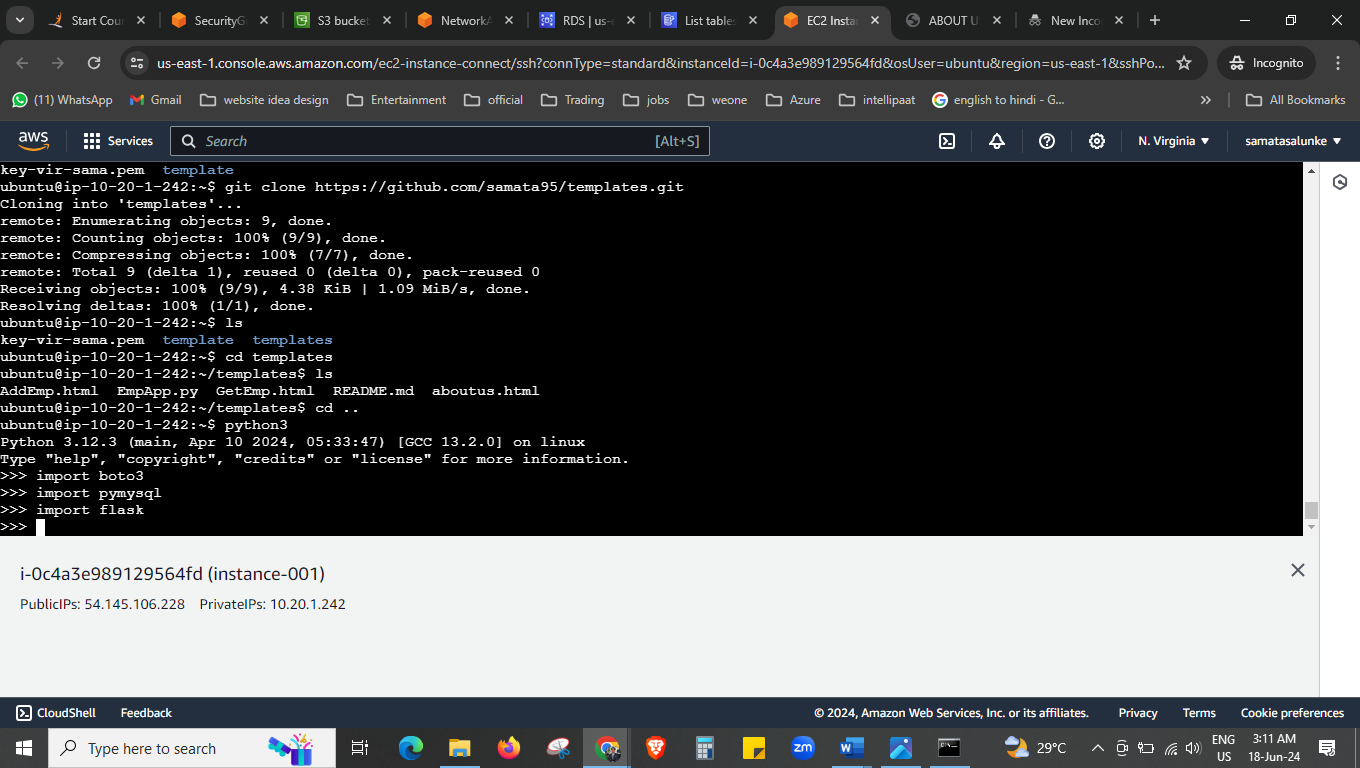 Start Cour
SecurityGr
S3 bucket
NetworkA
RDS | us-e
List tables
EC2 Insta
ABOUT U
New Inco
us-east-1.console.aws.amazon.com/ec2-instance-connect/ssh?connType=standard&instanceId=i-0c4a3e989129564fd&osUser=ubuntu&region=us-east-1&sshPo...
Incognito
(11) WhatsApp
Gmail
website idea design
Entertainment
official
Trading
jobs
weone
Azure
intellipaat
english to hindi - G...
All Bookmarks
aws
Services
Search
[Alt+S]
N. Virginia
samatasalunke
key-vir-sama.pem  template
ubuntu@ip-10-20-1-242:~$ git clone https://github.com/samata95/templates.git
Cloning into 'templates'...
remote: Enumerating objects: 9, done.
remote: Counting objects: 100% (9/9), done.
remote: Compressing objects: 100% (7/7), done.
remote: Total 9 (delta 1), reused 0 (delta 0), pack-reused 0
Receiving objects: 100% (9/9), 4.38 KiB | 1.09 MiB/s, done.
Resolving deltas: 100% (1/1), done.
ubuntu@ip-10-20-1-242:~$ ls
key-vir-sama.pem  template  templates
ubuntu@ip-10-20-1-242:~$ cd templates
ubuntu@ip-10-20-1-242:~/templates$ ls
AddEmp.html  EmpApp.py  GetEmp.html  README.md  aboutus.html
ubuntu@ip-10-20-1-242:~/templates$ cd ..
ubuntu@ip-10-20-1-242:~$ python3
Python 3.12.3 (main, Apr 10 2024, 05:33:47) [GCC 13.2.0] on linux
Type "help", "copyright", "credits" or "license" for more information.
>>> import boto3
>>> import pymysql
>>> import flask
>>>
i-0c4a3e989129564fd (instance-001)
PublicIPs: 54.145.106.228 PrivateIPs: 10.20.1.242
CloudShell
Feedback
© 2024, Amazon Web Services, Inc. or its affiliates.
Privacy
Terms
Cookie preferences
Type here to search
zm
29°C
ENG
US
3:11 AM
18-Jun-24